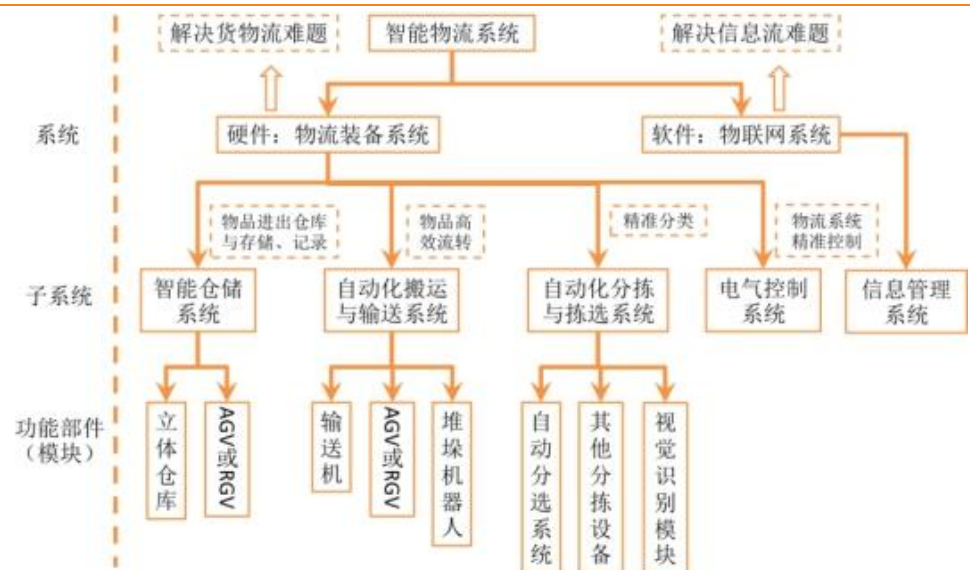 解决货物流难题
智能物流系统
解决信息流难题
系统
硬件：物流装备系统
软件：物联网系统
物品进出仓库
与存储、记录
物品高
效流转
精准分类
物流系统
精准控制
子系统
智能仓储
系统
自动化搬运
与输送系统
自动化分拣
与拣选系统
电气控制
系统
信息管理
系统
功能部件
（模块）
立体仓库
AGV或RGV
输送机
AGV或RGV
堆垛机器人
自动分选系统
其他分拣设备
视觉识别模块